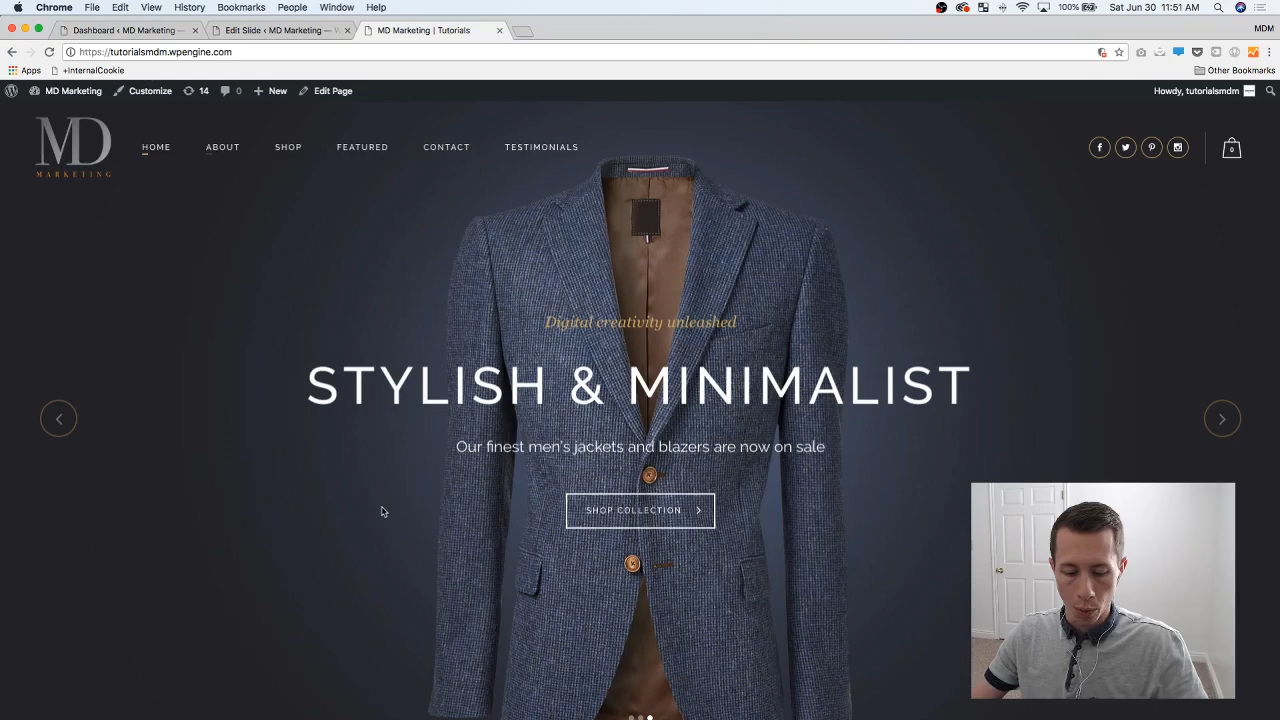 Chrome File Edit View History Bookmarks People Window Help 100% Sat Jun 30 11:51 AM
Dashboard ‹ MD Marketing — Edit Slide ‹ MD Marketing — MD Marketing | Tutorials MDM
https://tutorialsmdm.wpengine.com
Apps +InternalCookie Other Bookmarks
MD Marketing Customize 14 0 + New Edit Page Howdy, tutorialsmdm
MD
MARKETING
HOME ABOUT SHOP FEATURED CONTACT TESTIMONIALS 0
Digital creativity unleashed
STYLISH & MINIMALIST
Our finest men's jackets and blazers are now on sale
SHOP COLLECTION